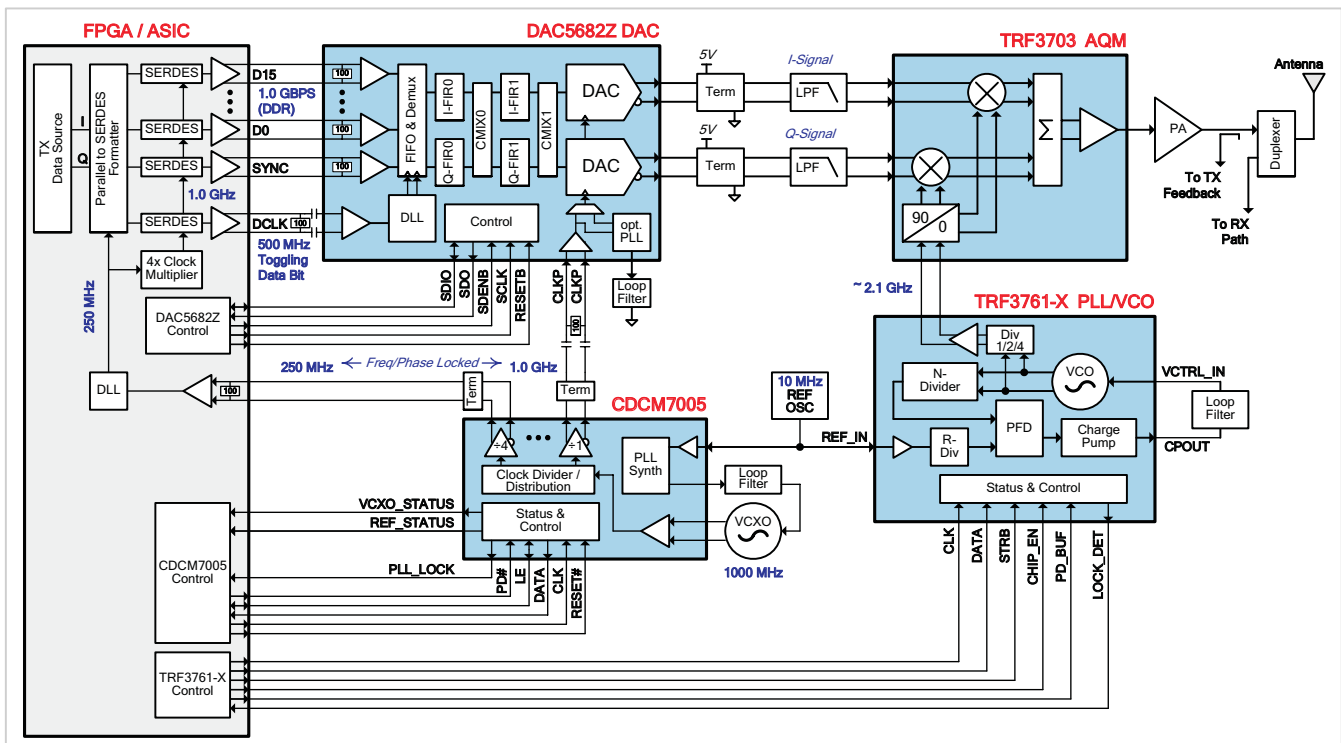 FPGA / ASIC
DAC5682Z DAC
TRF3703 AQM
TX
Data Source
I
Q
Parallel to SERDES
Formatter
SERDES
SERDES
SERDES
SERDES
1.0 GHz
4x Clock
Multiplier
250 MHz
DAC5682Z
Control
DLL
100
CDCM7005
Control
TRF3761-X
Control
D15
1.0 GBPS
(DDR)
D0
SYNC
DCLK
500 MHz
Toggling
Data Bit
100
100
100
100
FIFO & Demux
I-FIR0
Q-FIR0
CMIX0
I-FIR1
Q-FIR1
CMIX1
DAC
DAC
DLL
Control
opt.
PLL
Loop
Filter
SDIO
SDO
SDENB
SCLK
RESETB
CLKP
CLKP
100
5V
Term
I-Signal
LPF
5V
Term
Q-Signal
LPF
Σ
90
0
PA
Antenna
Duplexer
To TX
Feedback
To RX
Path
~ 2.1 GHz
TRF3761-X PLL/VCO
Div
1/2/4
N-
Divider
VCO
PFD
R-
Div
Charge
Pump
Status & Control
VCTRL_IN
Loop
Filter
CPOUT
REF_IN
10 MHz
REF
OSC
CLK
DATA
STRB
CHIP_EN
PD_BUF
LOCK_DET
250 MHz
Freq/Phase Locked
1.0 GHz
Term
Term
CDCM7005
÷4
÷1
Clock Divider /
Distribution
PLL
Synth
Loop
Filter
VCXO
1000 MHz
Status &
Control
VCXO_STATUS
REF_STATUS
PLL_LOCK
PD#
LE
DATA
CLK
RESET#